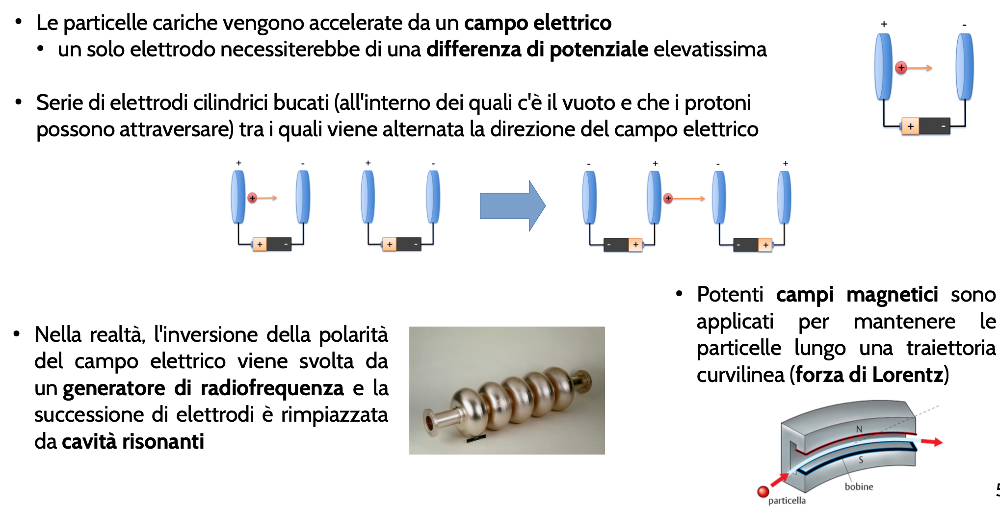 • Le particelle cariche vengono accelerate da un campo elettrico
• un solo elettrodo necessiterebbe di una differenza di potenziale elevatissima
+ -
+
+ -
• Serie di elettrodi cilindrici bucati (all'interno dei quali c'è il vuoto e che i protoni
possono attraversare) tra i quali viene alternata la direzione del campo elettrico
+ - + - - + - +
+ +
+ - + - - + - +
• Nella realtà, l'inversione della polarità
del campo elettrico viene svolta da
un generatore di radiofrequenza e la
successione di elettrodi è rimpiazzata
da cavità risonanti
• Potenti campi magnetici sono
applicati per mantenere le
particelle lungo una traiettoria
curvilinea (forza di Lorentz)
N
S
bobine
particella
5